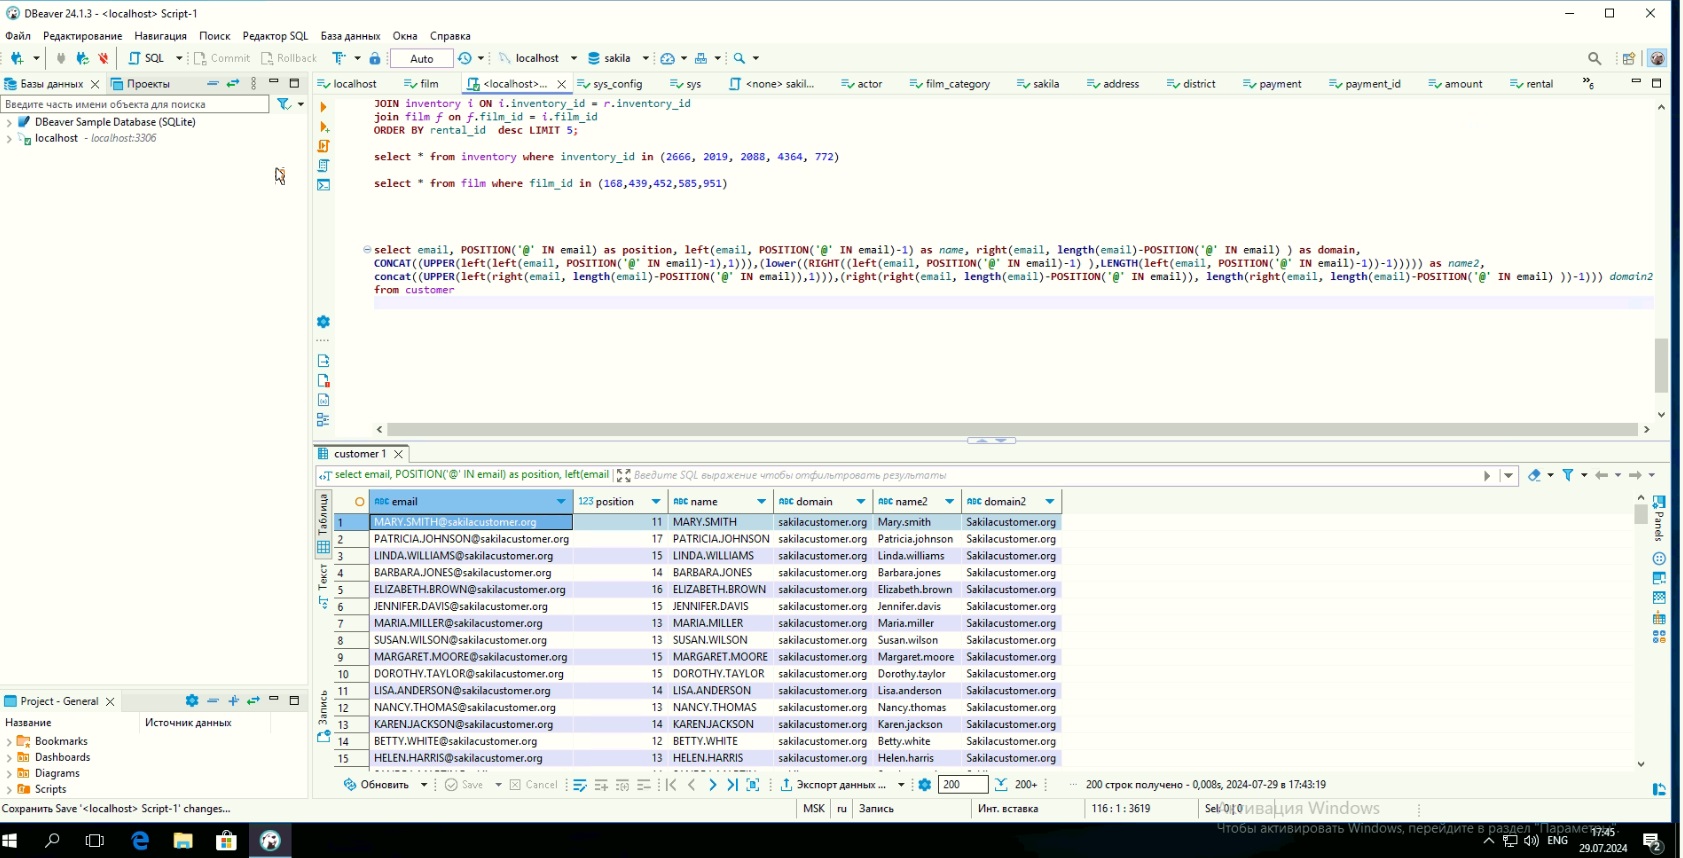 DBeaver 24.1.3 - <localhost> Script-1
Файл Редактирование Навигация Поиск Редактор SQL База данных Окна Справка
SQL Commit Rollback Auto localhost sakila
Базы данных Проекты
localhost film <localhost>... sys_config sys <none> sakil... actor film_category sakila address district payment payment_id amount rental »6
Введите часть имени объекта для поиска
DBeaver Sample Database (SQLite)
localhost - localhost:3306
JOIN inventory i ON i.inventory_id = r.inventory_id
join film f on f.film_id = i.film_id
ORDER BY rental_id desc LIMIT 5;
select * from inventory where inventory_id in (2666, 2019, 2088, 4364, 772)
select * from film where film_id in (168,439,452,585,951)
select email, POSITION('@' IN email) as position, left(email, POSITION('@' IN email)-1) as name, right(email, length(email)-POSITION('@' IN email) ) as domain,
CONCAT((UPPER(left(left(email, POSITION('@' IN email)-1),1))),(lower((RIGHT((left(email, POSITION('@' IN email)-1) ),LENGTH(left(email, POSITION('@' IN email)-1))-1))))) as name2,
concat((UPPER(left(right(email, length(email)-POSITION('@' IN email)),1))),(right(right(email, length(email)-POSITION('@' IN email)), length(right(email, length(email)-POSITION('@' IN email) ))-1))) domain2
from customer
customer 1
select email, POSITION('@' IN email) as position, left(email Введите SQL выражение чтобы отфильтровать результаты
Таблица
Текст
Запись
Panels
ABC email 123 position ABC name ABC domain ABC name2 ABC domain2
1 MARY.SMITH@sakilacustomer.org 11 MARY.SMITH sakilacustomer.org Mary.smith Sakilacustomer.org
2 PATRICIA.JOHNSON@sakilacustomer.org 17 PATRICIA.JOHNSON sakilacustomer.org Patricia.johnson Sakilacustomer.org
3 LINDA.WILLIAMS@sakilacustomer.org 15 LINDA.WILLIAMS sakilacustomer.org Linda.williams Sakilacustomer.org
4 BARBARA.JONES@sakilacustomer.org 14 BARBARA.JONES sakilacustomer.org Barbara.jones Sakilacustomer.org
5 ELIZABETH.BROWN@sakilacustomer.org 16 ELIZABETH.BROWN sakilacustomer.org Elizabeth.brown Sakilacustomer.org
6 JENNIFER.DAVIS@sakilacustomer.org 15 JENNIFER.DAVIS sakilacustomer.org Jennifer.davis Sakilacustomer.org
7 MARIA.MILLER@sakilacustomer.org 13 MARIA.MILLER sakilacustomer.org Maria.miller Sakilacustomer.org
8 SUSAN.WILSON@sakilacustomer.org 13 SUSAN.WILSON sakilacustomer.org Susan.wilson Sakilacustomer.org
9 MARGARET.MOORE@sakilacustomer.org 15 MARGARET.MOORE sakilacustomer.org Margaret.moore Sakilacustomer.org
10 DOROTHY.TAYLOR@sakilacustomer.org 15 DOROTHY.TAYLOR sakilacustomer.org Dorothy.taylor Sakilacustomer.org
11 LISA.ANDERSON@sakilacustomer.org 14 LISA.ANDERSON sakilacustomer.org Lisa.anderson Sakilacustomer.org
12 NANCY.THOMAS@sakilacustomer.org 13 NANCY.THOMAS sakilacustomer.org Nancy.thomas Sakilacustomer.org
13 KAREN.JACKSON@sakilacustomer.org 14 KAREN.JACKSON sakilacustomer.org Karen.jackson Sakilacustomer.org
14 BETTY.WHITE@sakilacustomer.org 12 BETTY.WHITE sakilacustomer.org Betty.white Sakilacustomer.org
15 HELEN.HARRIS@sakilacustomer.org 13 HELEN.HARRIS sakilacustomer.org Helen.harris Sakilacustomer.org
Project - General
Название Источник данных
Bookmarks
Dashboards
Diagrams
Scripts
Обновить Save Cancel Экспорт данных ... 200 200+ ... 200 строк получено - 0,008s, 2024-07-29 в 17:43:19
Сохранить Save '<localhost> Script-1' changes... MSK ru Запись Инт. вставка 116 : 1 : 3619 Sel: 0 | 0
Активация Windows
Чтобы активировать Windows, перейдите в раздел "Параметры".
ENG 17:45
29.07.2024
2